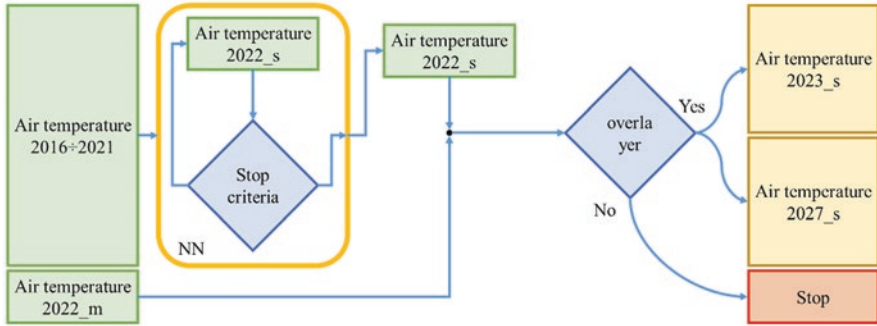 Air temperature
2016÷2021
Air temperature
2022_s
Stop
criteria
NN
Air temperature
2022_s
Air temperature
2022_m
overla
yer
Yes
No
Air temperature
2023_s
Air temperature
2027_s
Stop